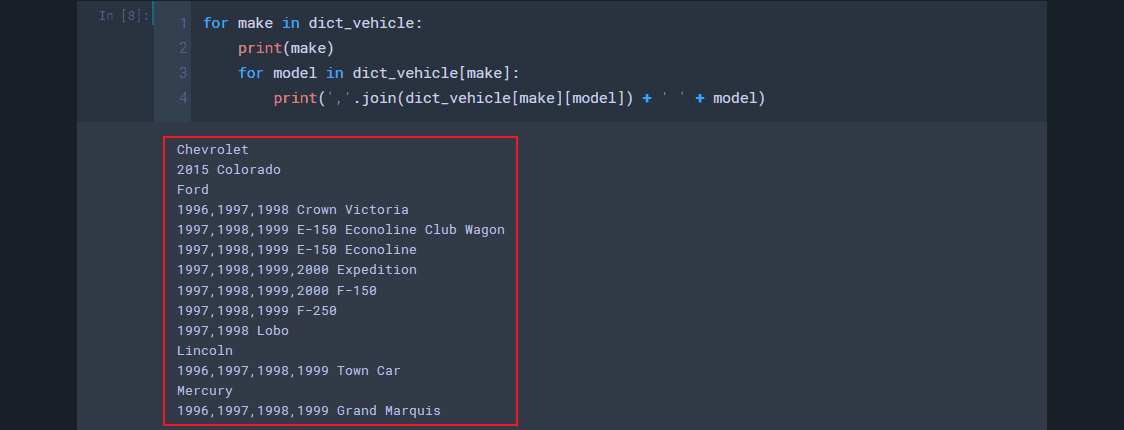 In [8]:
1 for make in dict_vehicle:
2     print(make)
3     for model in dict_vehicle[make]:
4         print(','.join(dict_vehicle[make][model]) + ' ' + model)
Chevrolet
2015 Colorado
Ford
1996,1997,1998 Crown Victoria
1997,1998,1999 E-150 Econoline Club Wagon
1997,1998,1999 E-150 Econoline
1997,1998,1999,2000 Expedition
1997,1998,1999,2000 F-150
1997,1998,1999 F-250
1997,1998 Lobo
Lincoln
1996,1997,1998,1999 Town Car
Mercury
1996,1997,1998,1999 Grand Marquis